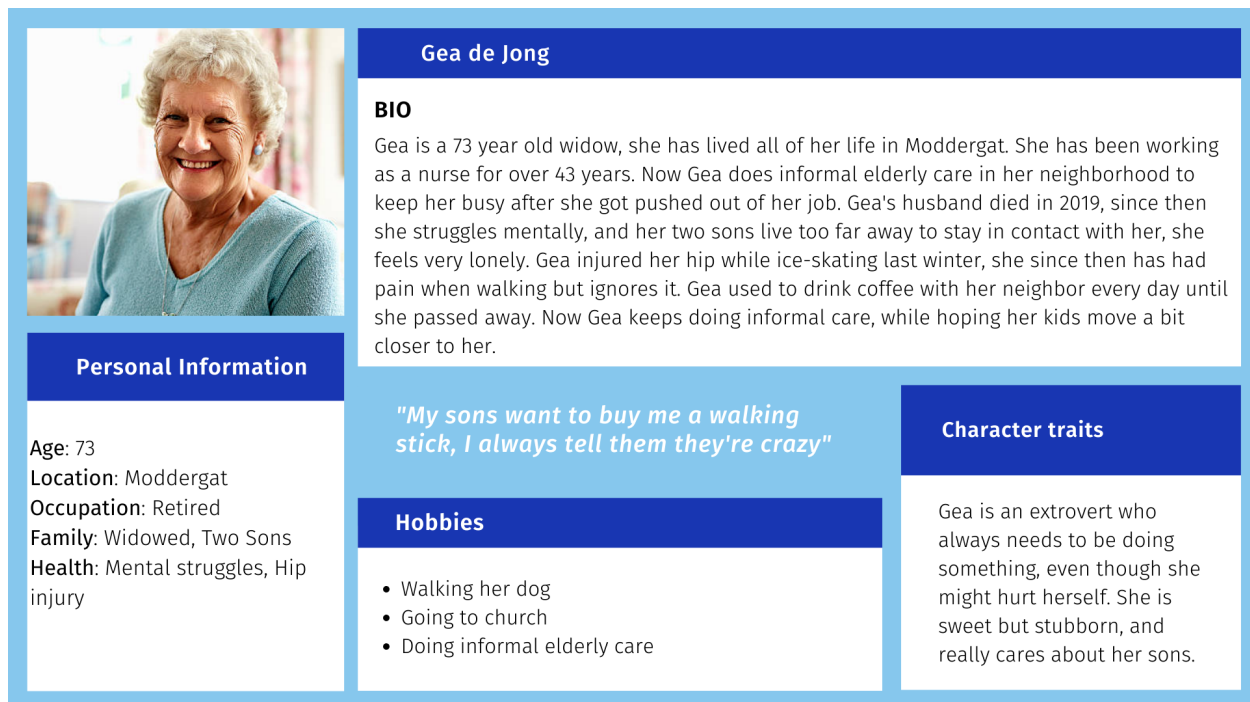 Gea de Jong
BIO
Gea is a 73 year old widow, she has lived all of her life in Moddergat. She has been working
as a nurse for over 43 years. Now Gea does informal elderly care in her neighborhood to
keep her busy after she got pushed out of her job. Gea's husband died in 2019, since then
she struggles mentally, and her two sons live too far away to stay in contact with her, she
feels very lonely. Gea injured her hip while ice-skating last winter, she since then has had
pain when walking but ignores it. Gea used to drink coffee with her neighbor every day until
she passed away. Now Gea keeps doing informal care, while hoping her kids move a bit
closer to her.
Personal Information
Age: 73
Location: Moddergat
Occupation: Retired
Family: Widowed, Two Sons
Health: Mental struggles, Hip
injury
"My sons want to buy me a walking
stick, I always tell them they're crazy"
Hobbies
• Walking her dog
• Going to church
• Doing informal elderly care
Character traits
Gea is an extrovert who
always needs to be doing
something, even though she
might hurt herself. She is
sweet but stubborn, and
really cares about her sons.